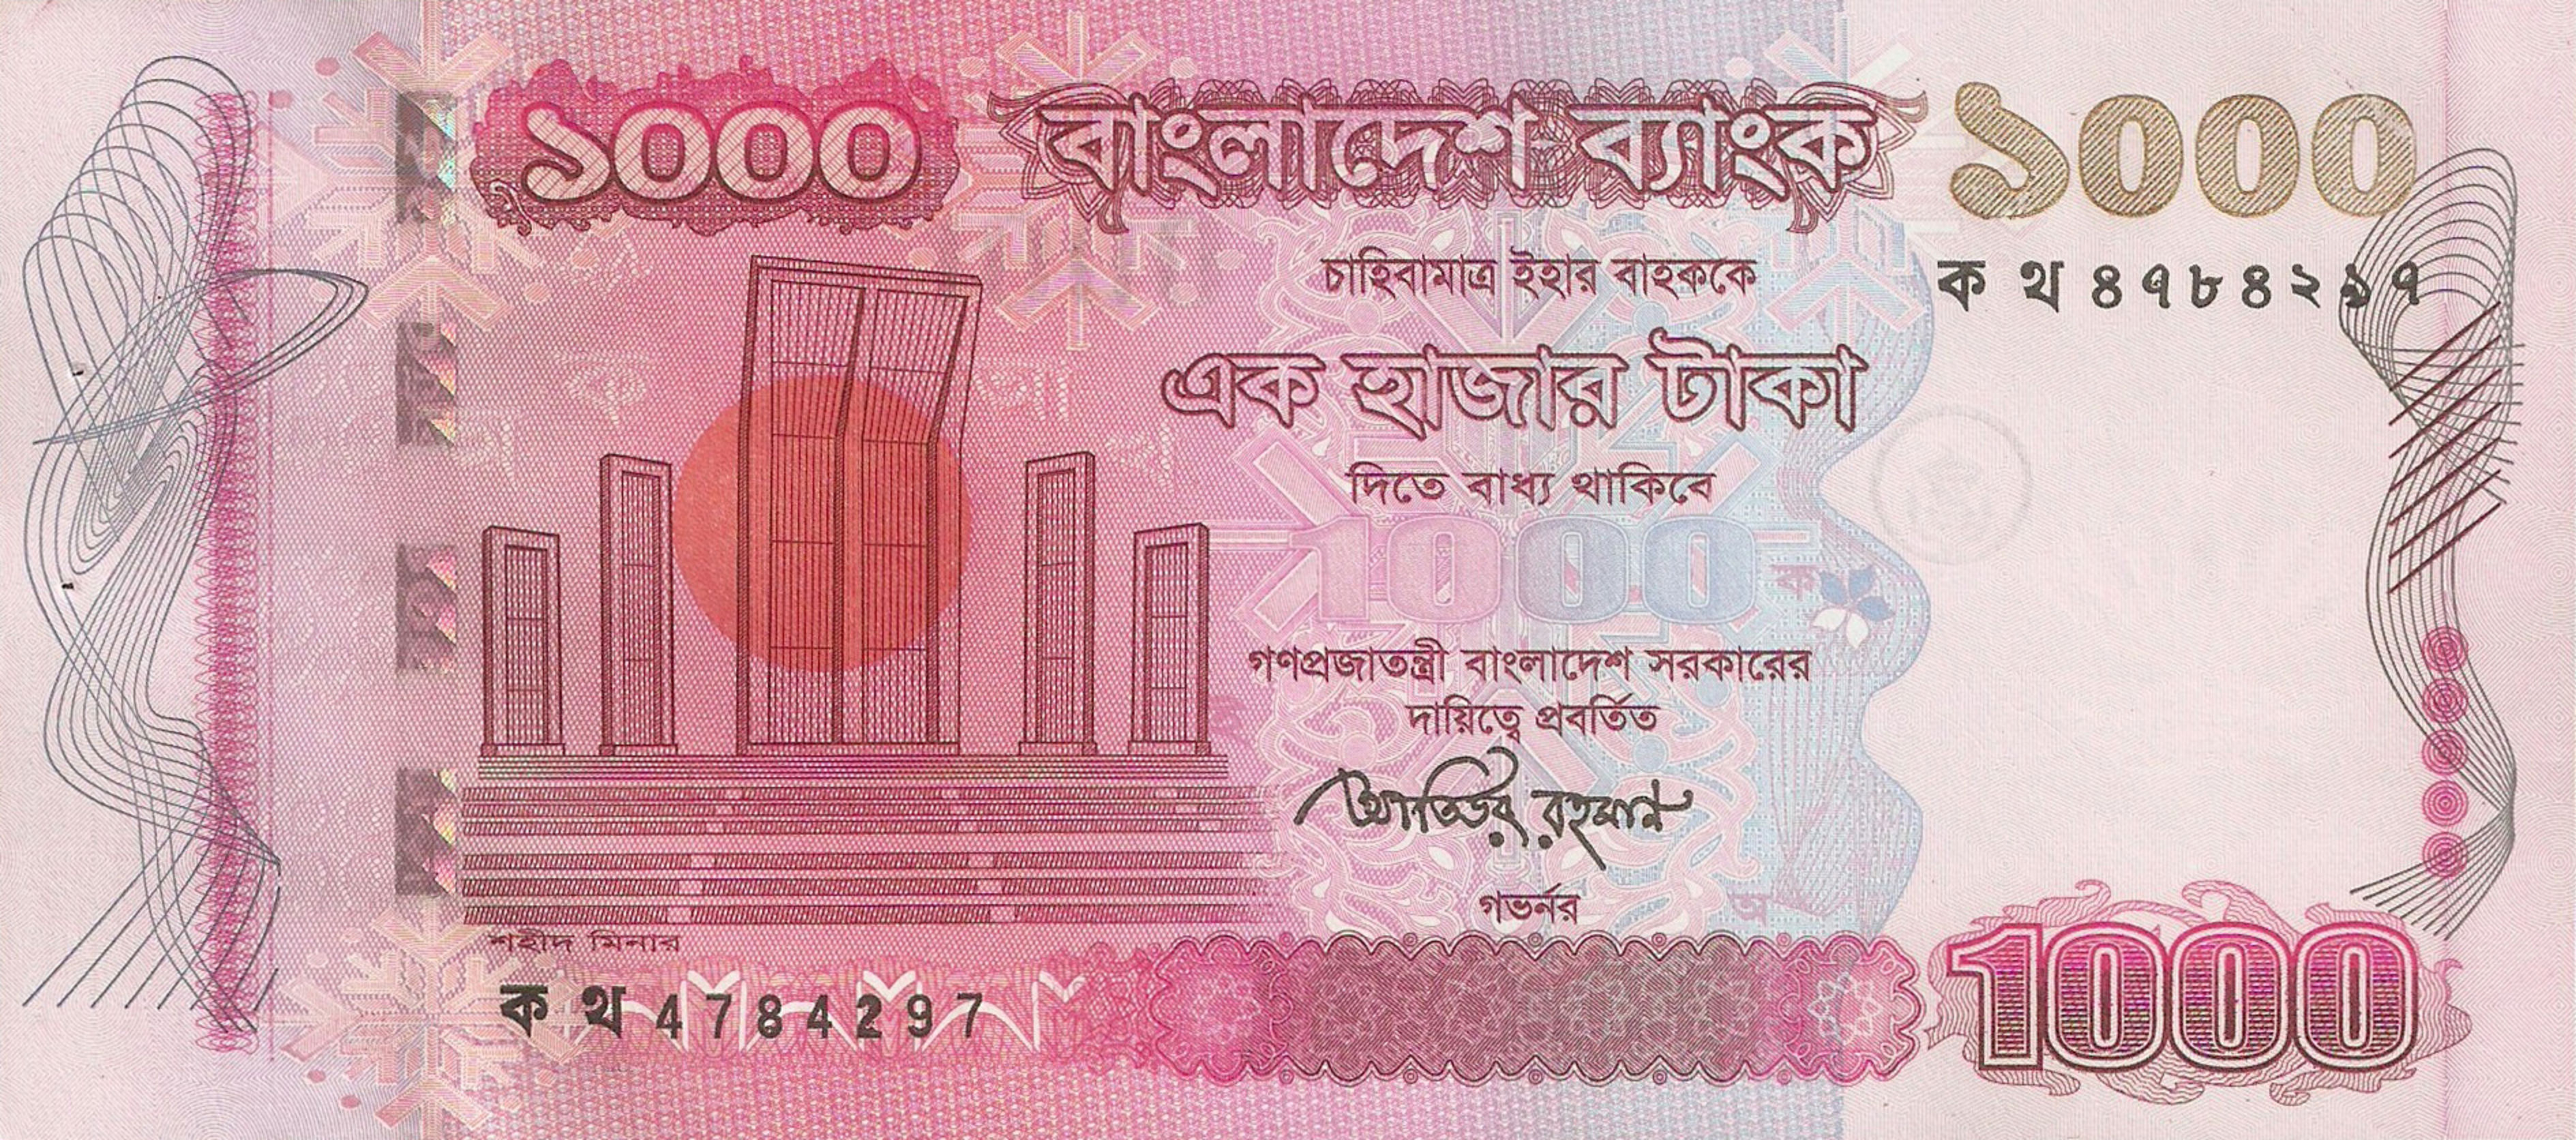 ১০০০ বাংলাদেশ ব্যাংক ১০০০
চাহিবামাত্র ইহার বাহককে
ক থ ৪৭৮৪২৯৭
এক হাজার টাকা
দিতে বাধ্য থাকিবে
1000
গণপ্রজাতন্ত্রী বাংলাদেশ সরকারের
দায়িত্বে প্রবর্তিত
আতিউর রহমান
গভর্নর
শহীদ মিনার
ক থ 4784297
1000